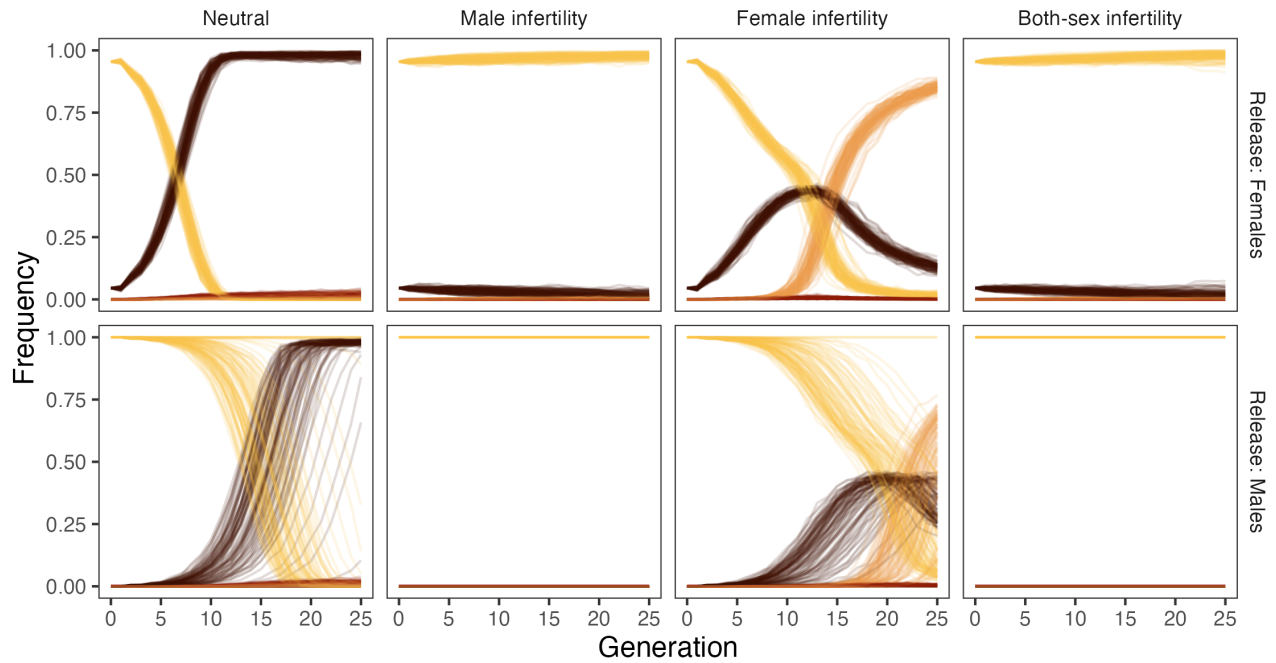 Neutral Male infertility Female infertility Both-sex infertility
1.00
0.75
0.50
0.25
0.00
Release: Females
Frequency
1.00
0.75
0.50
0.25
0.00
Release: Males
0 5 10 15 20 25 0 5 10 15 20 25 0 5 10 15 20 25 0 5 10 15 20 25
Generation